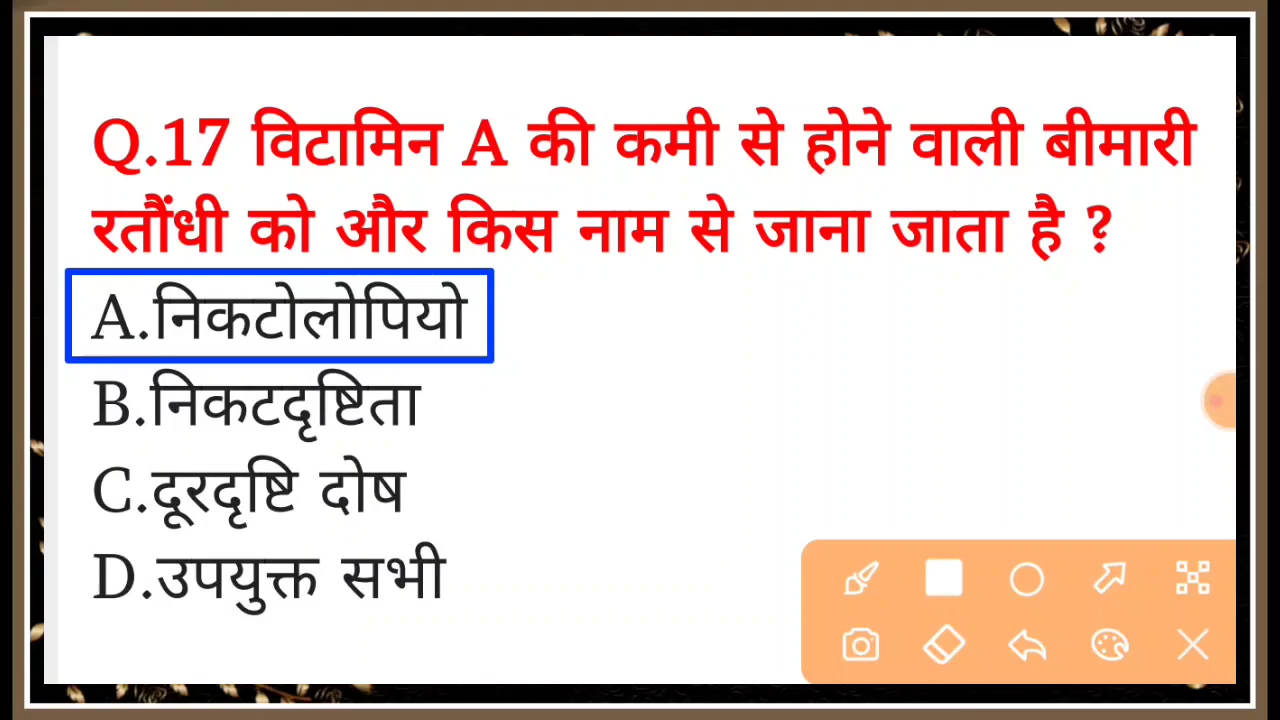 Q.17 विटामिन A की कमी से होने वाली बीमारी
रतौंधी को और किस नाम से जाना जाता है ?
A.निकटोलोपियो
B.निकटदृष्टिता
C.दूरदृष्टि दोष
D.उपयुक्त सभी